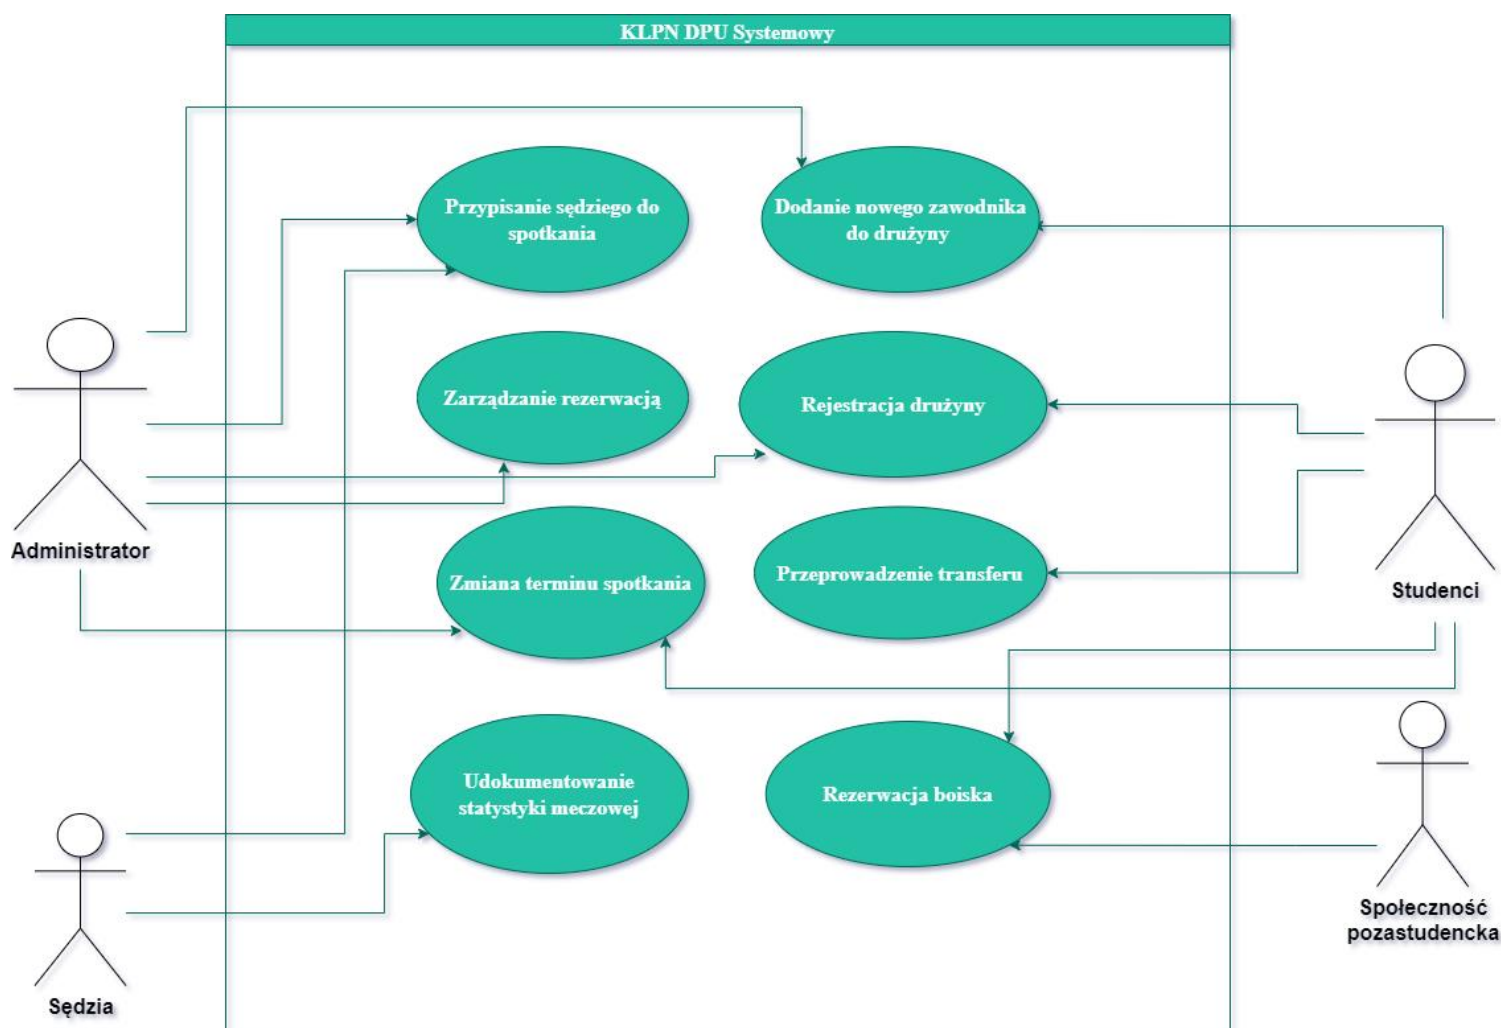 KLPN DPU Systemowy
Przypisanie sędziego do
spotkania
Dodanie nowego zawodnika
do drużyny
Zarządzanie rezerwacją
Rejestracja drużyny
Administrator
Zmiana terminu spotkania
Przeprowadzenie transferu
Studenci
Udokumentowanie
statystyki meczowej
Rezerwacja boiska
Sędzia
Społeczność
pozastudencka